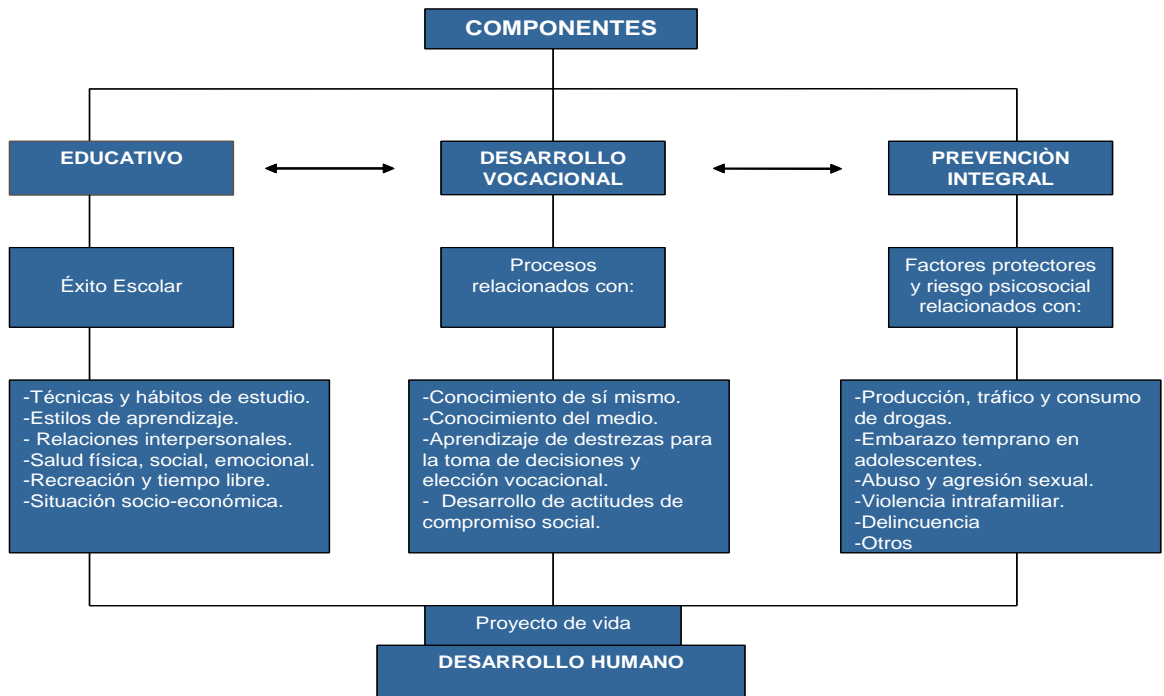 COMPONENTES
EDUCATIVO
DESARROLLO
VOCACIONAL
PREVENCIÒN
INTEGRAL
Éxito Escolar
Procesos
relacionados con:
Factores protectores
y riesgo psicosocial
relacionados con:
-Técnicas y hábitos de estudio.
-Estilos de aprendizaje.
- Relaciones interpersonales.
-Salud física, social, emocional.
-Recreación y tiempo libre.
-Situación socio-económica.
-Conocimiento de sí mismo.
-Conocimiento del medio.
-Aprendizaje de destrezas para
la toma de decisiones y
elección vocacional.
- Desarrollo de actitudes de
compromiso social.
-Producción, tráfico y consumo
de drogas.
-Embarazo temprano en
adolescentes.
-Abuso y agresión sexual.
-Violencia intrafamiliar.
-Delincuencia
-Otros
Proyecto de vida
DESARROLLO HUMANO